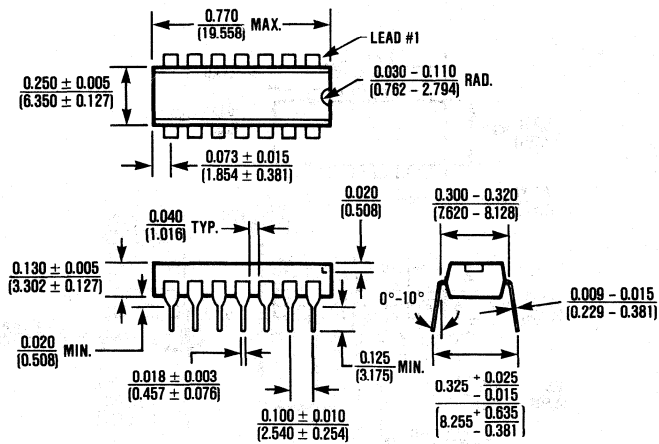 0.770
(19.558)
MAX.
LEAD #1
0.250 ± 0.005
(6.350 ± 0.127)
0.030 – 0.110
(0.762 – 2.794)
RAD.
0.073 ± 0.015
(1.854 ± 0.381)
0.040
(1.016)
TYP.
0.020
(0.508)
0.300 – 0.320
(7.620 – 8.128)
0.130 ± 0.005
(3.302 ± 0.127)
0°–10°
0.009 – 0.015
(0.229 – 0.381)
0.020
(0.508)
MIN.
0.018 ± 0.003
(0.457 ± 0.076)
0.125
(3.175)
MIN.
0.100 ± 0.010
(2.540 ± 0.254)
0.325 + 0.025
– 0.015
(8.255 + 0.635
– 0.381)